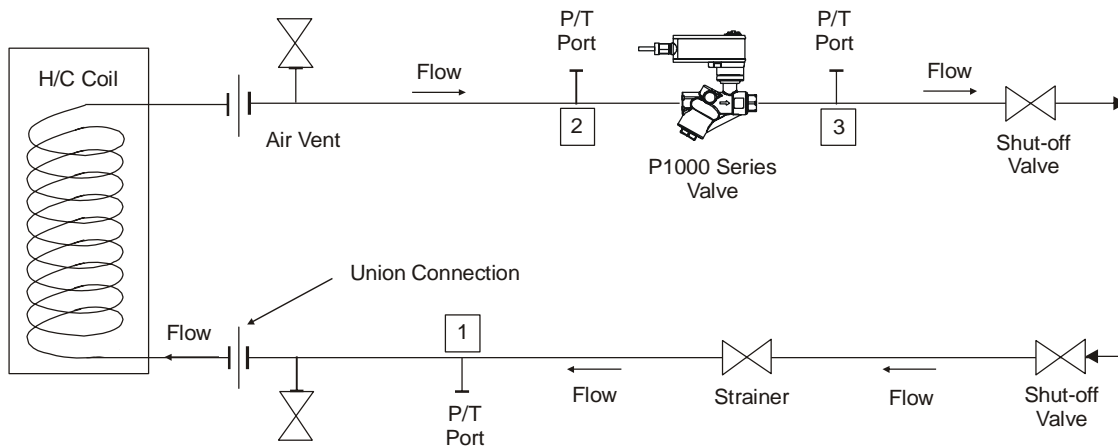 P/T
Port
P/T
Port
H/C Coil
Flow
Flow
2
3
Air Vent
P1000 Series
Valve
Shut-off
Valve
Union Connection
Flow
1
P/T
Port
Flow
Strainer
Flow
Shut-off
Valve